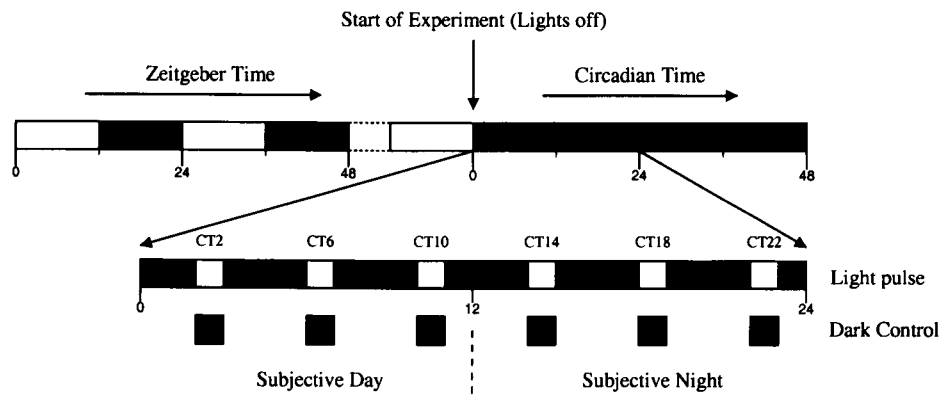 Start of Experiment (Lights off)
Zeitgeber Time
Circadian Time
0 24 48 0 24 48
CT2 CT6 CT10 CT14 CT18 CT22
Light pulse
0 12 24
Dark Control
Subjective Day Subjective Night